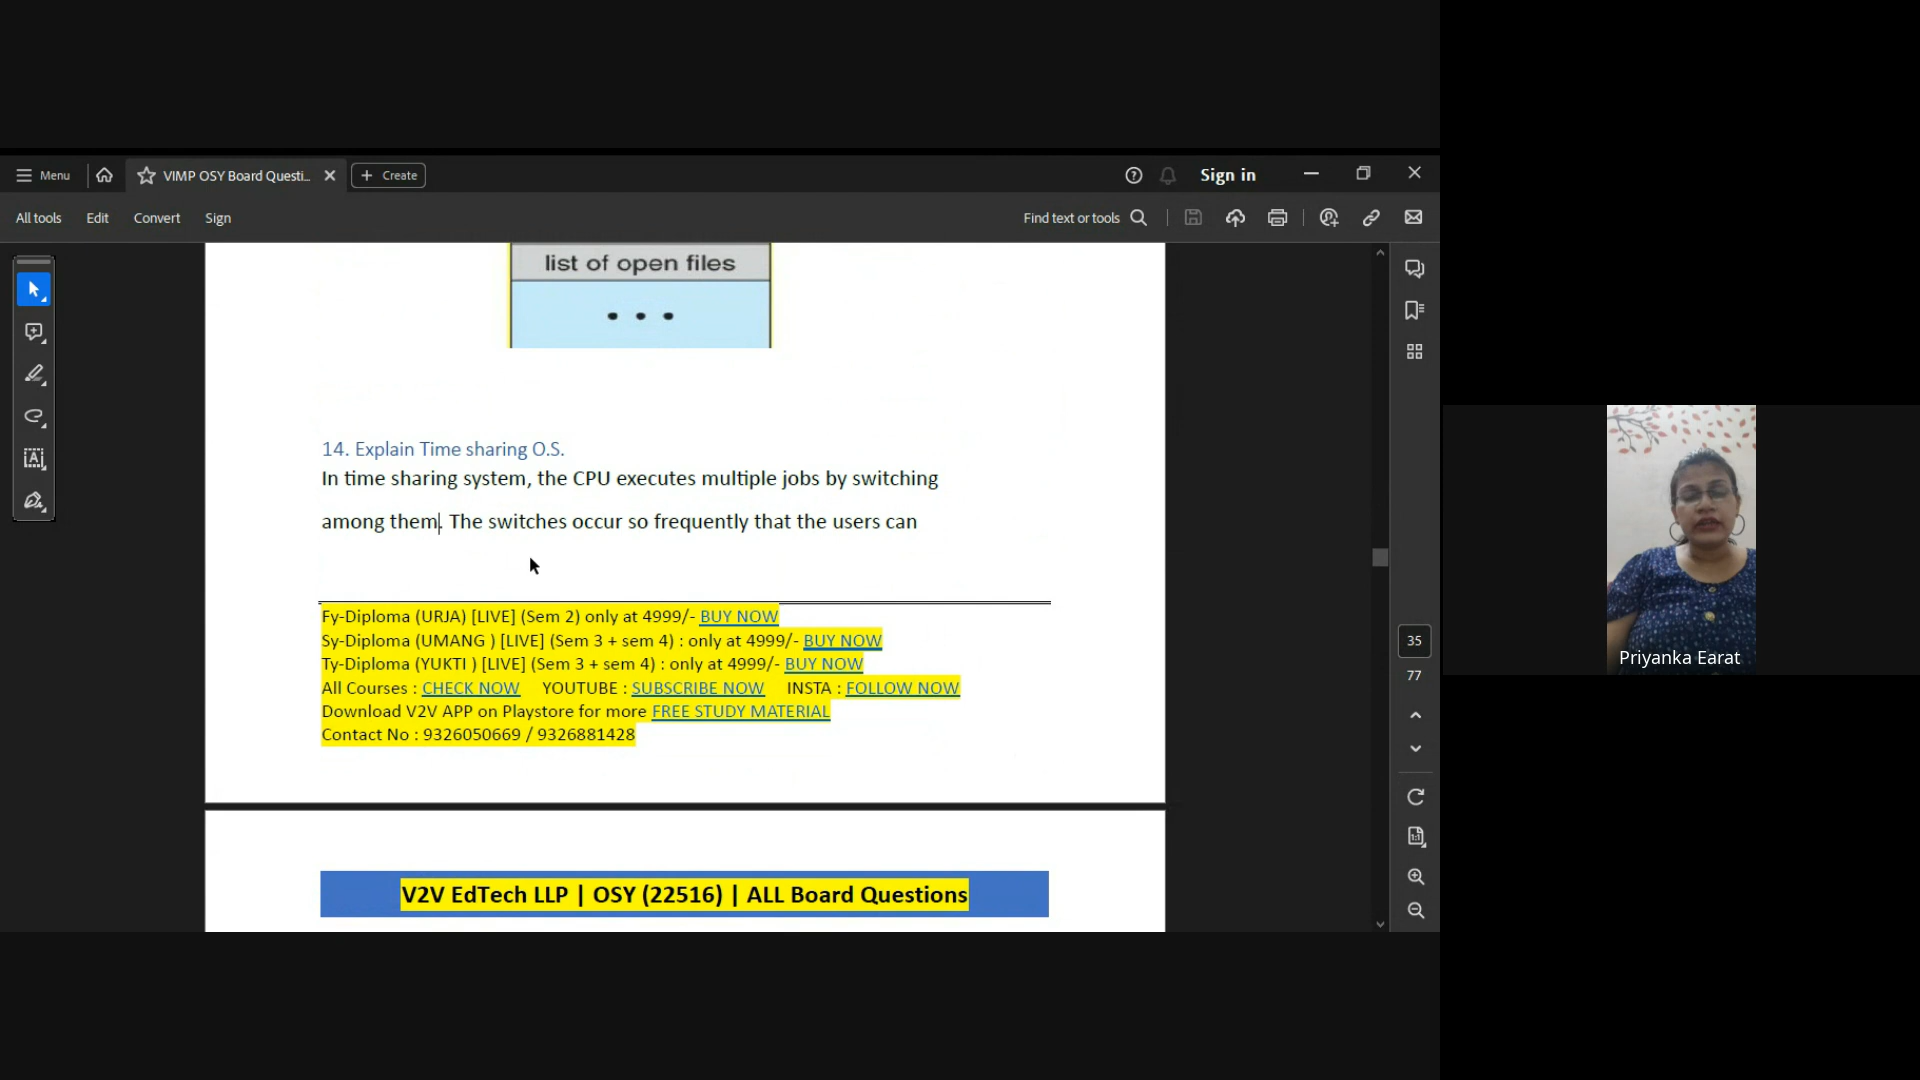 Menu
VIMP OSY Board Questi...
Create
Sign in
All tools
Edit
Convert
Sign
Find text or tools
list of open files
• • •
14. Explain Time sharing O.S.
In time sharing system, the CPU executes multiple jobs by switching
among them. The switches occur so frequently that the users can
Fy-Diploma (URJA) [LIVE] (Sem 2) only at 4999/- BUY NOW
Sy-Diploma (UMANG ) [LIVE] (Sem 3 + sem 4) : only at 4999/- BUY NOW
Ty-Diploma (YUKTI ) [LIVE] (Sem 3 + sem 4) : only at 4999/- BUY NOW
All Courses : CHECK NOW YOUTUBE : SUBSCRIBE NOW INSTA : FOLLOW NOW
Download V2V APP on Playstore for more FREE STUDY MATERIAL
Contact No : 9326050669 / 9326881428
V2V EdTech LLP | OSY (22516) | ALL Board Questions
35
77
Priyanka Earat